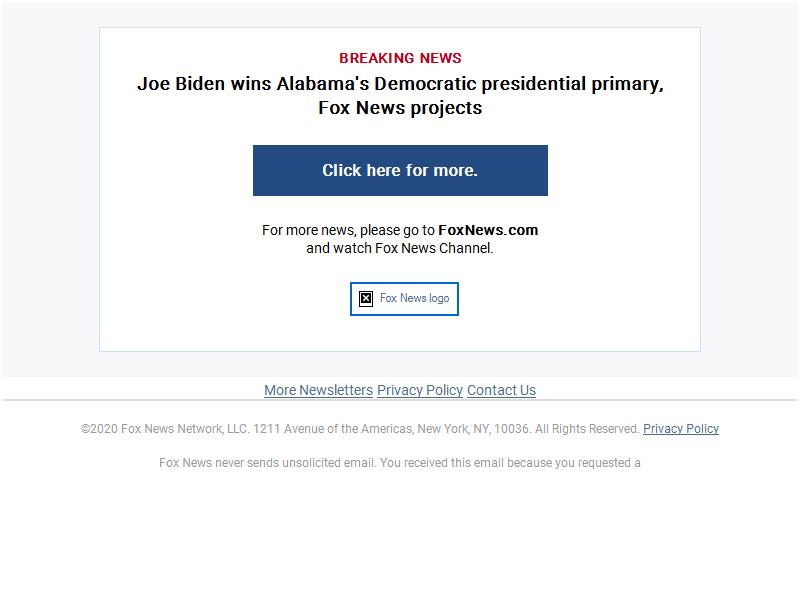 BREAKING NEWS
Joe Biden wins Alabama's Democratic presidential primary,
Fox News projects
Click here for more.
For more news, please go to FoxNews.com
and watch Fox News Channel.
Fox News logo
More Newsletters Privacy Policy Contact Us
©2020 Fox News Network, LLC. 1211 Avenue of the Americas, New York, NY, 10036. All Rights Reserved. Privacy Policy
Fox News never sends unsolicited email. You received this email because you requested a